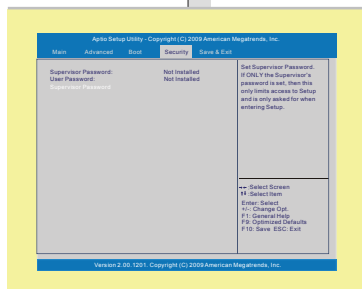 Aptio Setup Utility - Copyright (C) 2009 American Megatrends, Inc.
Main Advanced Boot Security Save & Exit
Supervisor Password: Not Installed
User Password: Not Installed
Supervisor Password
Set Supervisor Password.
If ONLY the Supervisor's
password is set, then this
only limits access to Setup
and is only asked for when
entering Setup.
→←:Select Screen
↑↓:Select Item
Enter: Select
+/-: Change Opt.
F1: General Help
F9: Optimized Defaults
F10: Save ESC: Exit
Version 2.00.1201. Copyright (C) 2009 American Megatrends, Inc.